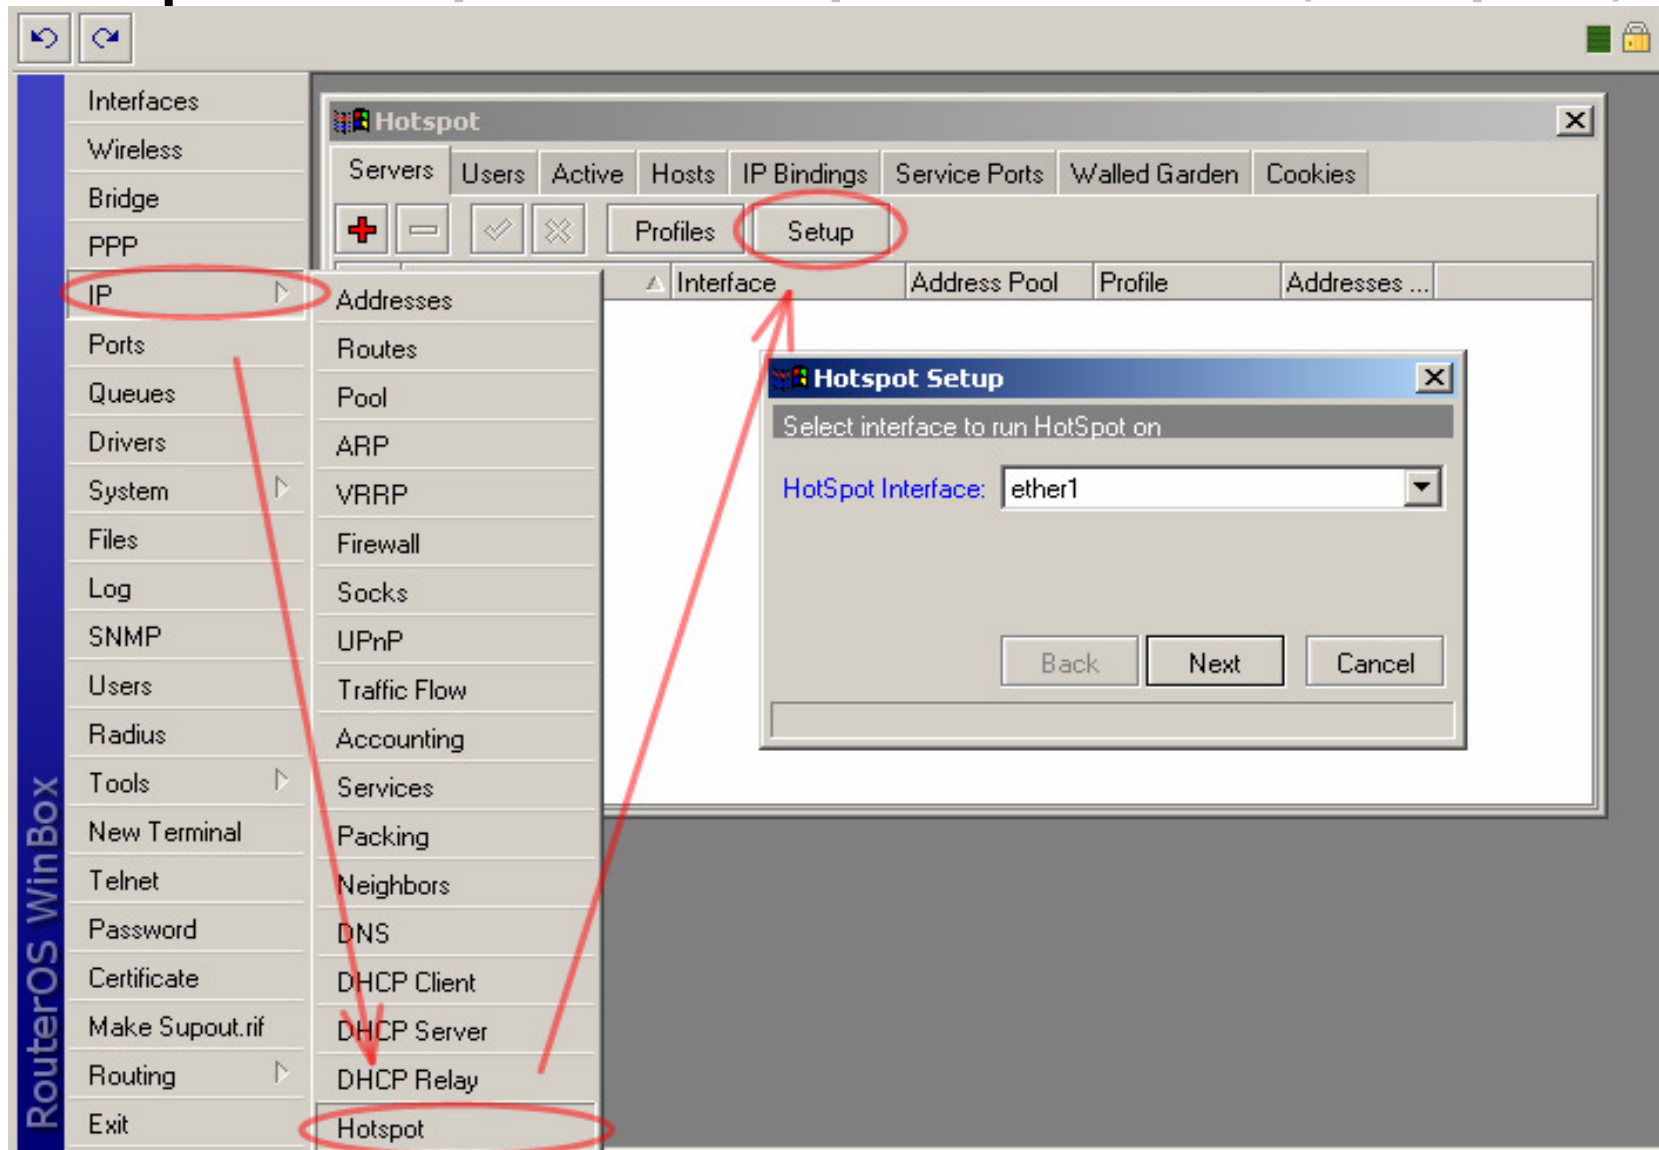 Interfaces
Wireless
Bridge
PPP
IP
Ports
Queues
Drivers
System
Files
Log
SNMP
Users
Radius
Tools
New Terminal
Telnet
Password
Certificate
Make Supout.rif
Routing
Exit
RouterOS WinBox
Addresses
Routes
Pool
ARP
VRRP
Firewall
Socks
UPnP
Traffic Flow
Accounting
Services
Packing
Neighbors
DNS
DHCP Client
DHCP Server
DHCP Relay
Hotspot
Hotspot
Servers Users Active Hosts IP Bindings Service Ports Walled Garden Cookies
Profiles Setup
Interface Address Pool Profile Addresses ...
Hotspot Setup
Select interface to run HotSpot on
HotSpot Interface: ether1
Back Next Cancel